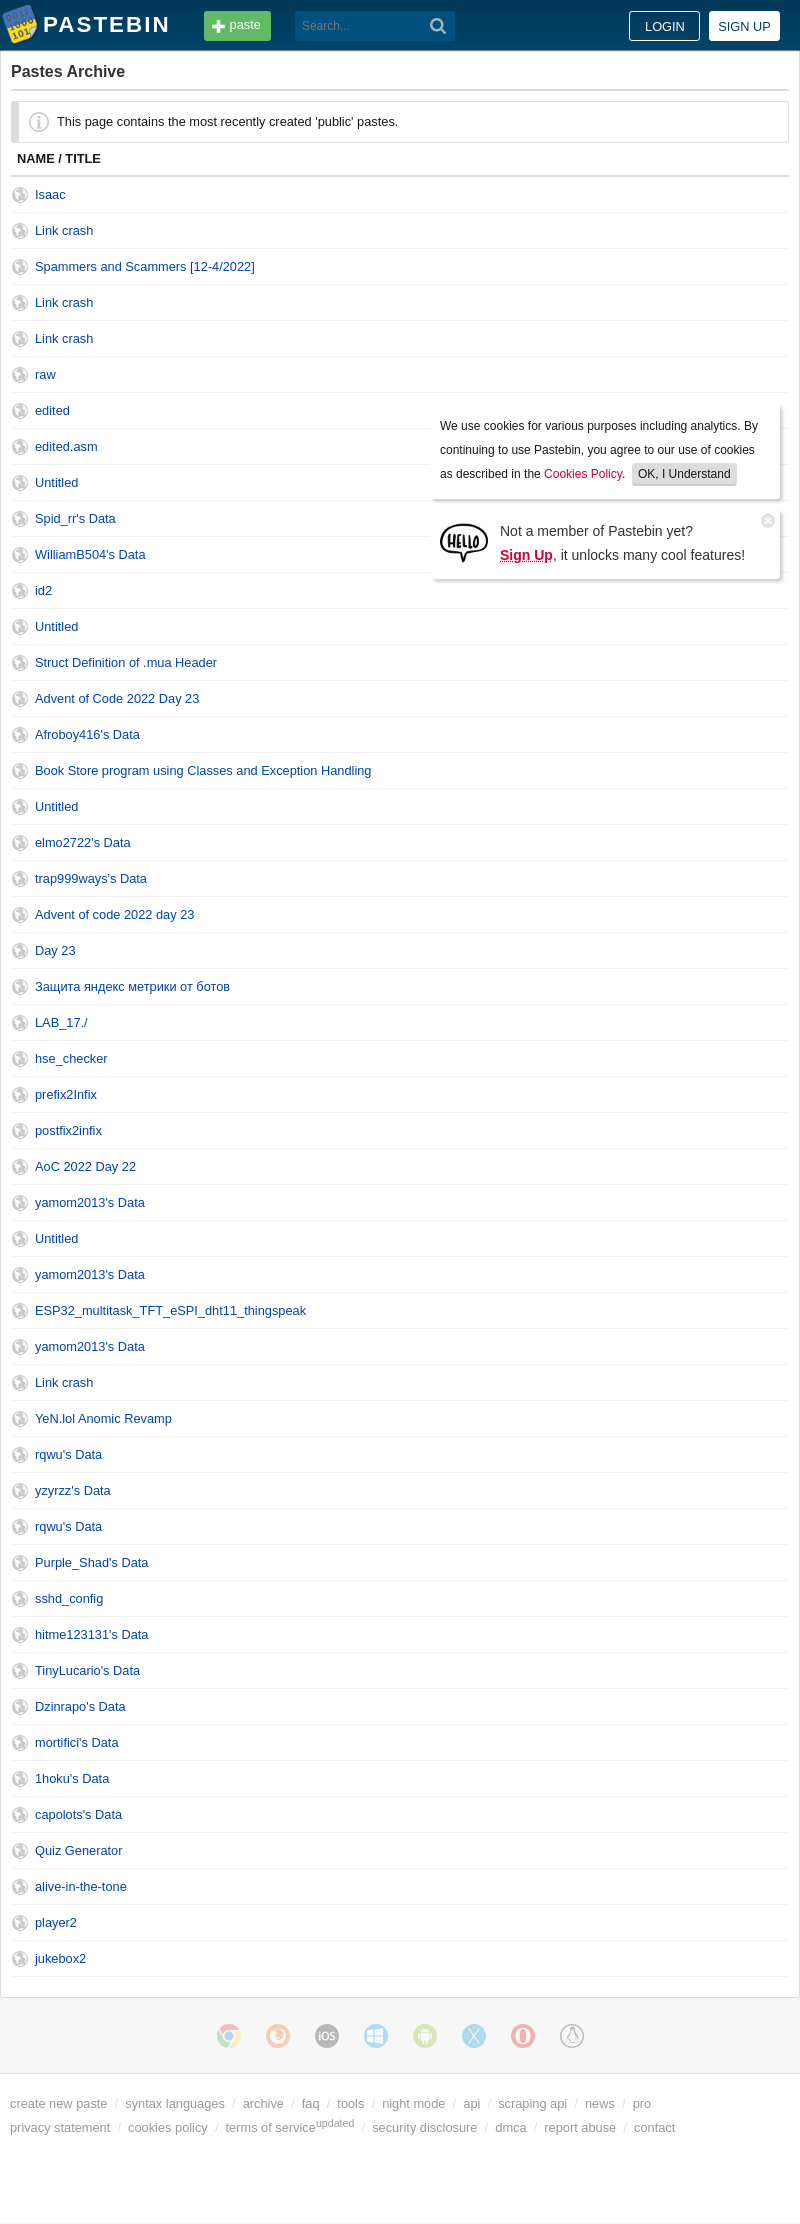 PASTEBIN
paste
Search...
LOGIN
SIGN UP
Pastes Archive
This page contains the most recently created 'public' pastes.
NAME / TITLE
Isaac
Link crash
Spammers and Scammers [12-4/2022]
Link crash
Link crash
raw
edited
edited.asm
Untitled
Spid_rr's Data
WilliamB504's Data
id2
We use cookies for various purposes including analytics. By
continuing to use Pastebin, you agree to our use of cookies
as described in the Cookies Policy. OK, I Understand
HELLO
Not a member of Pastebin yet?
Sign Up, it unlocks many cool features!
Untitled
Struct Definition of .mua Header
Advent of Code 2022 Day 23
Afroboy416's Data
Book Store program using Classes and Exception Handling
Untitled
elmo2722's Data
trap999ways's Data
Advent of code 2022 day 23
Day 23
Защита яндекс метрики от ботов
LAB_17./
hse_checker
prefix2Infix
postfix2infix
AoC 2022 Day 22
yamom2013's Data
Untitled
yamom2013's Data
ESP32_multitask_TFT_eSPI_dht11_thingspeak
yamom2013's Data
Link crash
YeN.lol Anomic Revamp
rqwu's Data
yzyrzz's Data
rqwu's Data
Purple_Shad's Data
sshd_config
hitme123131's Data
TinyLucario's Data
Dzinrapo's Data
mortifici's Data
1hoku's Data
capolots's Data
Quiz Generator
alive-in-the-tone
player2
jukebox2
iOS
create new paste / syntax languages / archive / faq / tools / night mode / api / scraping api / news / pro
privacy statement / cookies policy / terms of service updated / security disclosure / dmca / report abuse / contact